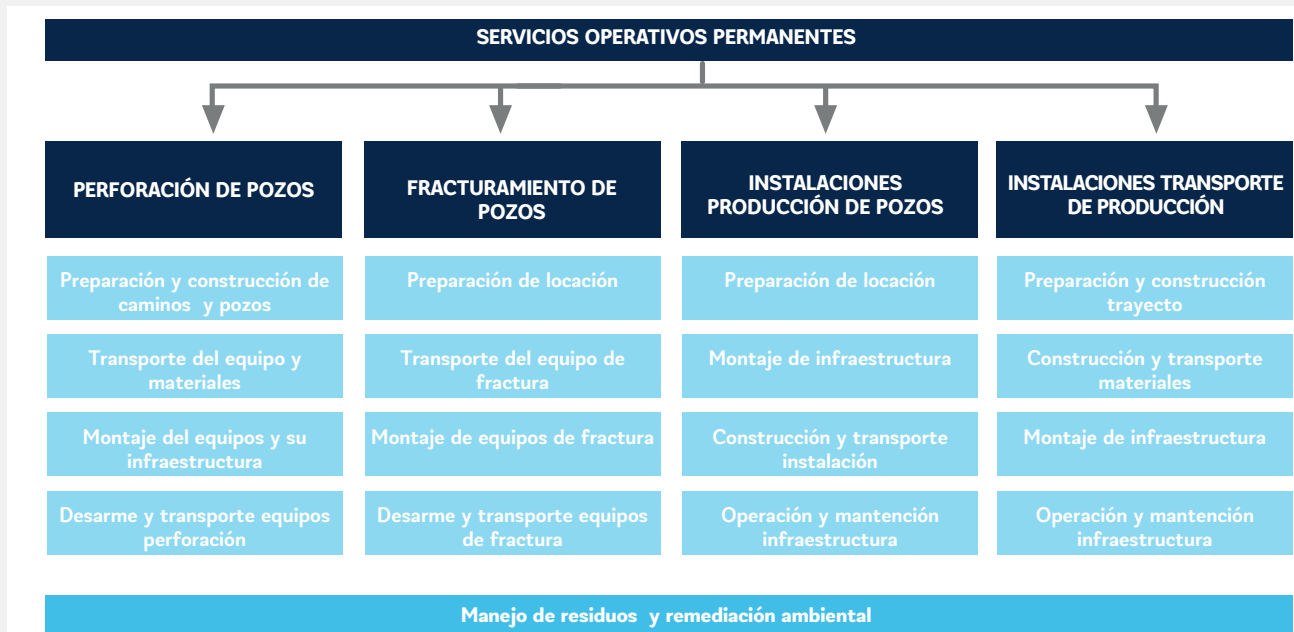 SERVICIOS OPERATIVOS PERMANENTES
PERFORACIÓN DE POZOS
FRACTURAMIENTO DE
POZOS
INSTALACIONES
PRODUCCIÓN DE POZOS
INSTALACIONES TRANSPORTE
DE PRODUCCIÓN
Preparación y construcción de
caminos y pozos
Preparación de locación
Preparación de locación
Preparación y construcción
trayecto
Transporte del equipo y
materiales
Transporte del equipo de
fractura
Montaje de infraestructura
Construcción y transporte
materiales
Montaje del equipos y su
infraestructura
Montaje de equipos de fractura
Construcción y transporte
instalación
Montaje de infraestructura
Desarme y transporte equipos
perforación
Desarme y transporte equipos
de fractura
Operación y mantención
infraestructura
Operación y mantención
infraestructura
Manejo de residuos y remediación ambiental